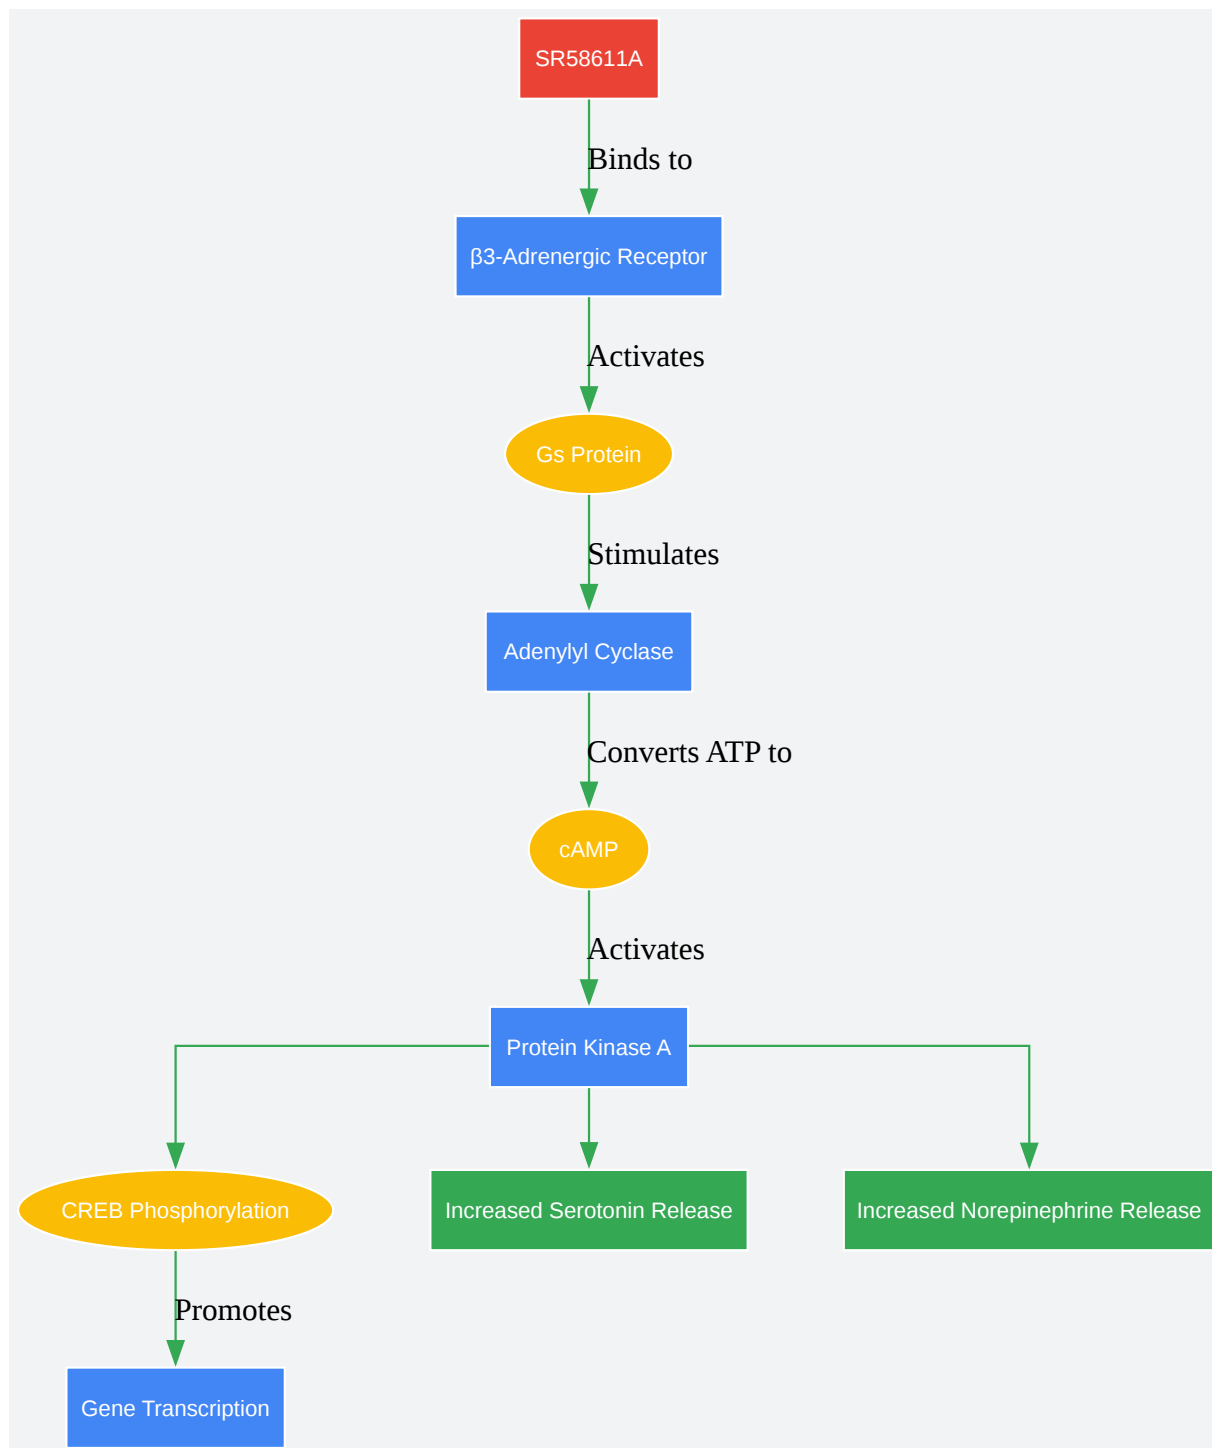 SR58611A
Binds to
β3-Adrenergic Receptor
Activates
Gs Protein
Stimulates
Adenylyl Cyclase
Converts ATP to
cAMP
Activates
Protein Kinase A
CREB Phosphorylation
Increased Serotonin Release
Increased Norepinephrine Release
Promotes
Gene Transcription